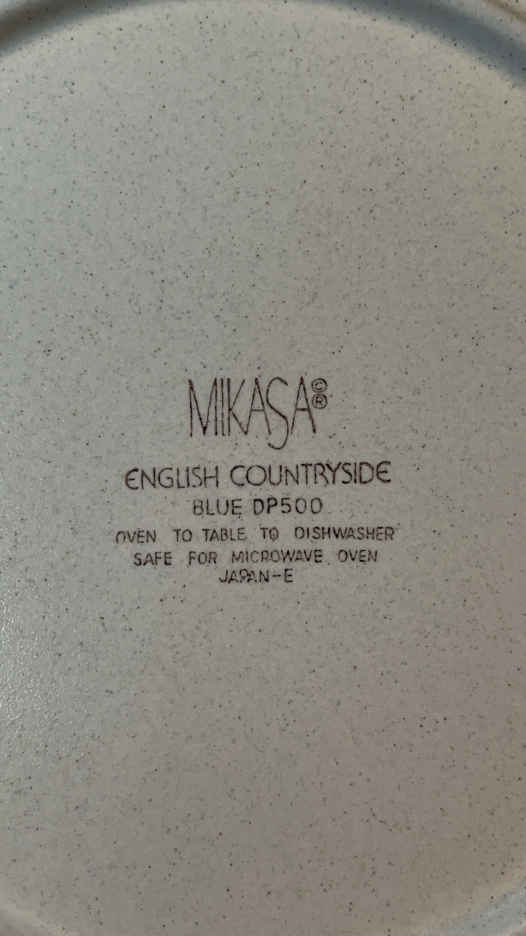 MIKASA©®
ENGLISH COUNTRYSIDE
BLUE DP500
OVEN TO TABLE TO DISHWASHER
SAFE FOR MICROWAVE OVEN
JAPAN-E